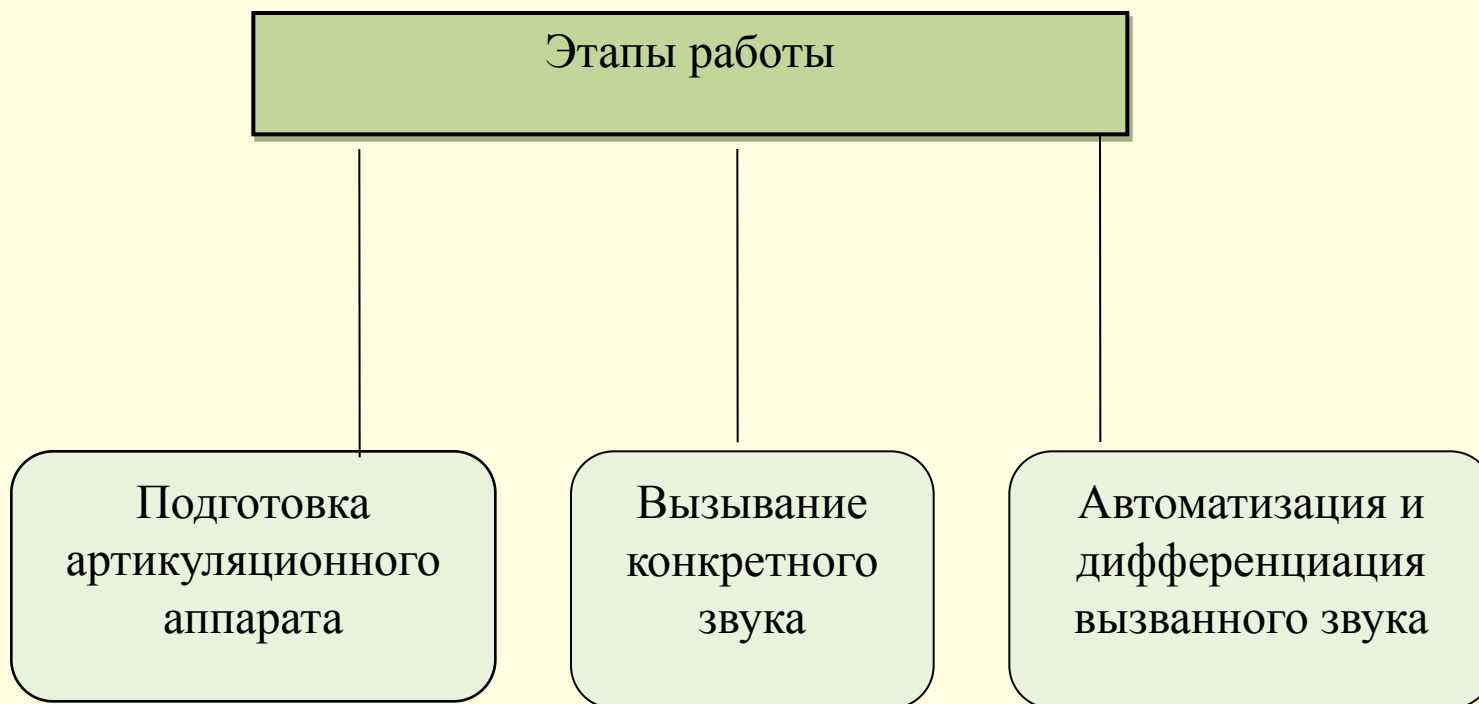 Этапы работы
Подготовка
артикуляционного
аппарата
Вызывание
конкретного
звука
Автоматизация и
дифференциация
вызванного звука